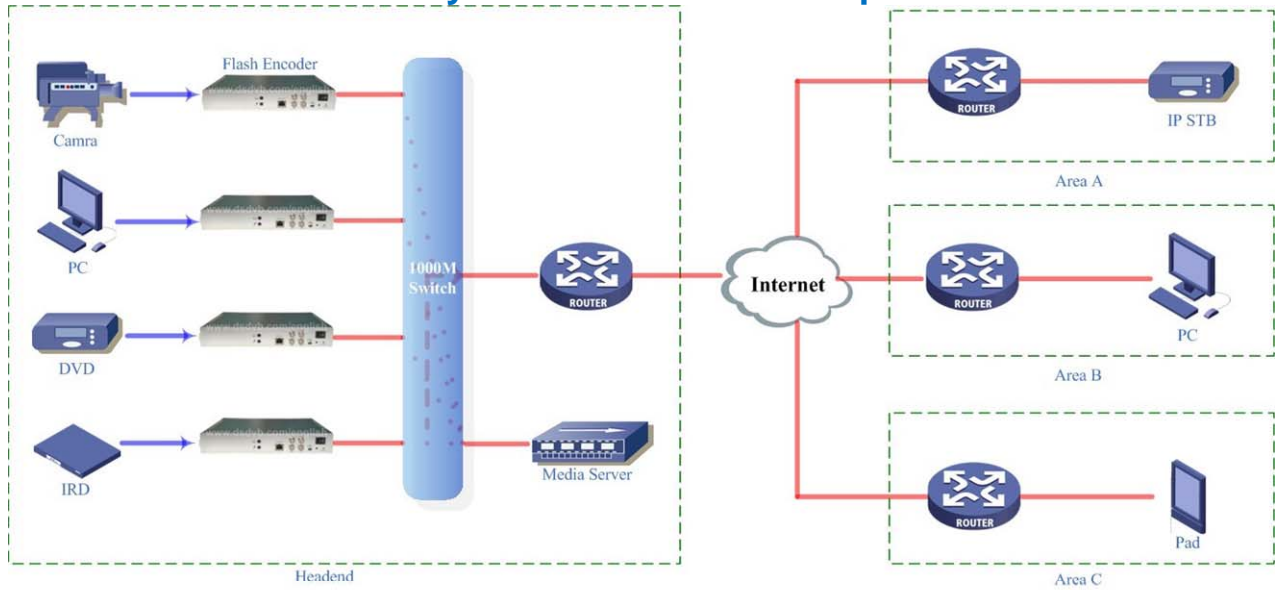 Flash Encoder
Camra
PC
DVD
IRD
1000M
Switch
ROUTER
Media Server
Headend
Internet
ROUTER
IP STB
Area A
ROUTER
PC
Area B
ROUTER
Pad
Area C